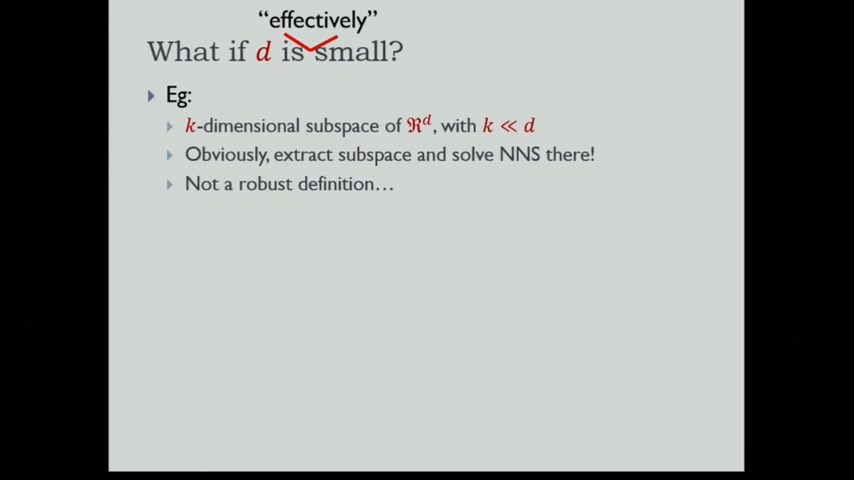 “effectively”
What if d is small?
Eg:
k-dimensional subspace of ℜᵈ, with k ≪ d
Obviously, extract subspace and solve NNS there!
Not a robust definition…